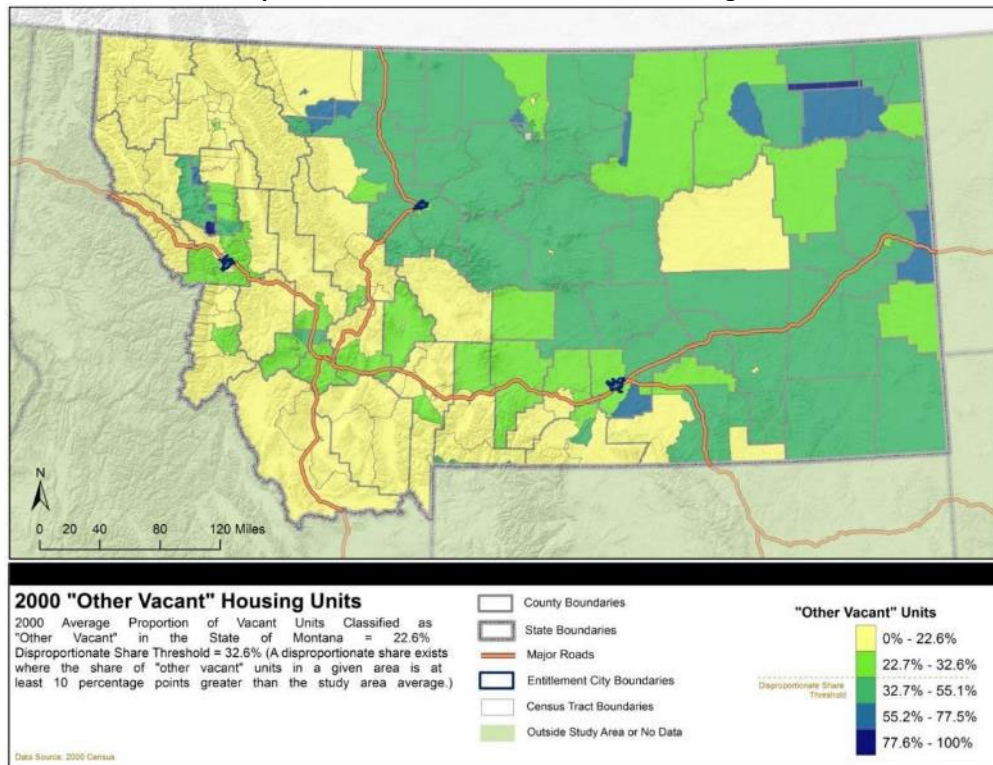 N
0 20 40 80 120 Miles
2000 "Other Vacant" Housing Units
2000 Average Proportion of Vacant Units Classified as
"Other Vacant" in the State of Montana = 22.6%
Disproportionate Share Threshold = 32.6% (A disproportionate share exists
where the share of "other vacant" units in a given area is at
least 10 percentage points greater than the study area average.)
Data Source: 2000 Census
County Boundaries
State Boundaries
Major Roads
Entitlement City Boundaries
Census Tract Boundaries
Outside Study Area or No Data
"Other Vacant" Units
0% - 22.6%
22.7% - 32.6%
Disproportionate Share
Threshold
32.7% - 55.1%
55.2% - 77.5%
77.6% - 100%